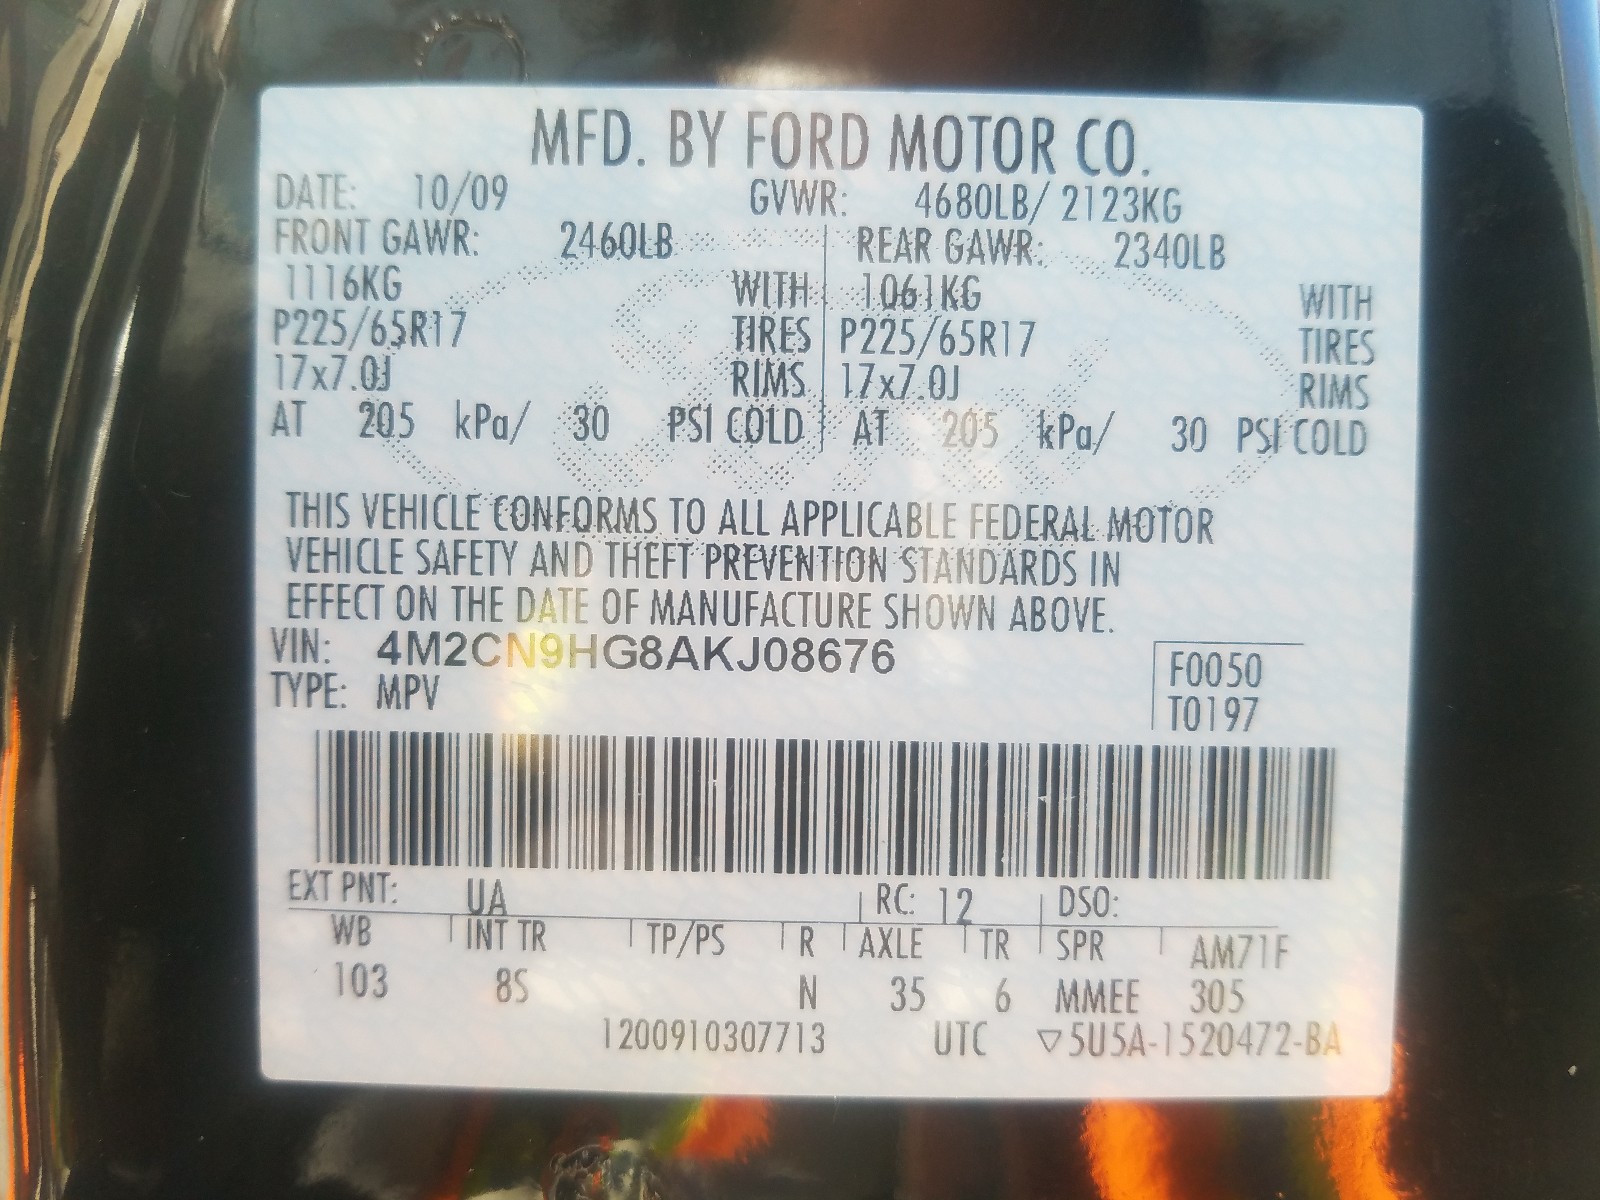 MFD. BY FORD MOTOR CO.
DATE: 10/09 GVWR: 4680LB/ 2123KG
FRONT GAWR: 2460LB REAR GAWR: 2340LB
1116KG WITH 1061KG WITH
P225/65R17 TIRES P225/65R17 TIRES
17x7.0J RIMS 17x7.0J RIMS
AT 205 kPa/ 30 PSI COLD AT 205 kPa/ 30 PSI COLD
THIS VEHICLE CONFORMS TO ALL APPLICABLE FEDERAL MOTOR
VEHICLE SAFETY AND THEFT PREVENTION STANDARDS IN
EFFECT ON THE DATE OF MANUFACTURE SHOWN ABOVE.
VIN: 4M2CN9HG8AKJ08676
TYPE: MPV
F0050
T0197
EXT PNT: UA RC: 12 DSO:
WB INT TR TP/PS R AXLE TR SPR AM71F
103 8S N 35 6 MMEE 305
1200910307713 UTC ▽5U5A-1520472-BA